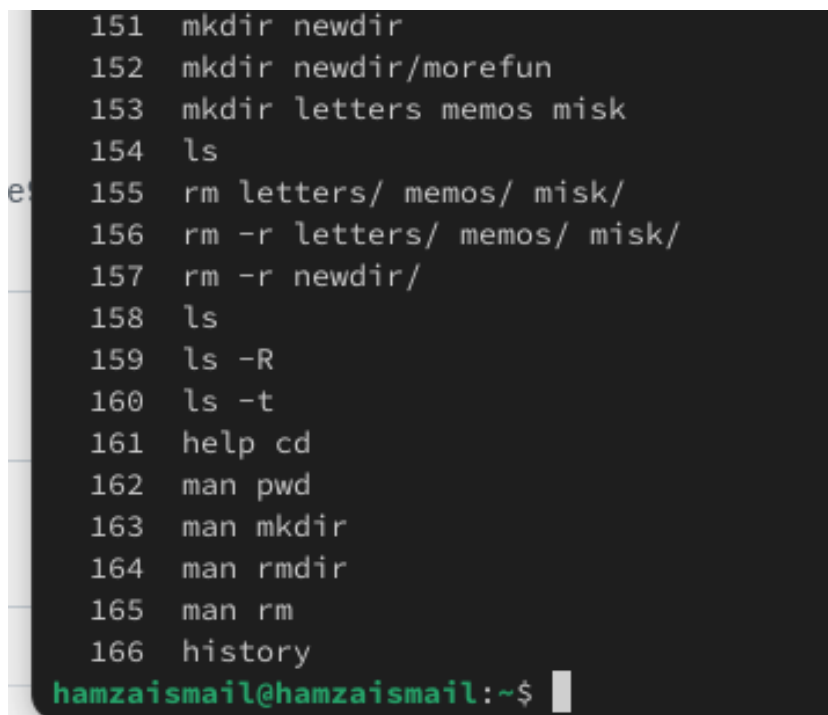 151 mkdir newdir
152 mkdir newdir/morefun
153 mkdir letters memos misk
154 ls
155 rm letters/ memos/ misk/
156 rm -r letters/ memos/ misk/
157 rm -r newdir/
158 ls
159 ls -R
160 ls -t
161 help cd
162 man pwd
163 man mkdir
164 man rmdir
165 man rm
166 history
hamzaismail@hamzaismail:~$